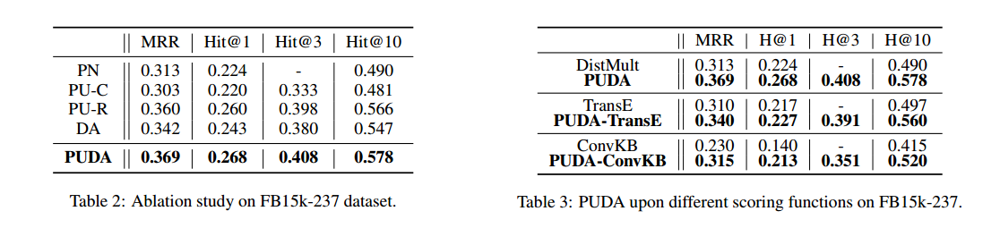 || MRR | Hit@1 | Hit@3 | Hit@10
PN || 0.313 | 0.224 | - | 0.490
PU-C || 0.303 | 0.220 | 0.333 | 0.481
PU-R || 0.360 | 0.260 | 0.398 | 0.566
DA || 0.342 | 0.243 | 0.380 | 0.547
PUDA || 0.369 | 0.268 | 0.408 | 0.578
Table 2: Ablation study on FB15k-237 dataset.
|| MRR | H@1 | H@3 | H@10
DistMult || 0.313 | 0.224 | - | 0.490
PUDA || 0.369 | 0.268 | 0.408 | 0.578
TransE || 0.310 | 0.217 | - | 0.497
PUDA-TransE || 0.340 | 0.227 | 0.391 | 0.560
ConvKB || 0.230 | 0.140 | - | 0.415
PUDA-ConvKB || 0.315 | 0.213 | 0.351 | 0.520
Table 3: PUDA upon different scoring functions on FB15k-237.